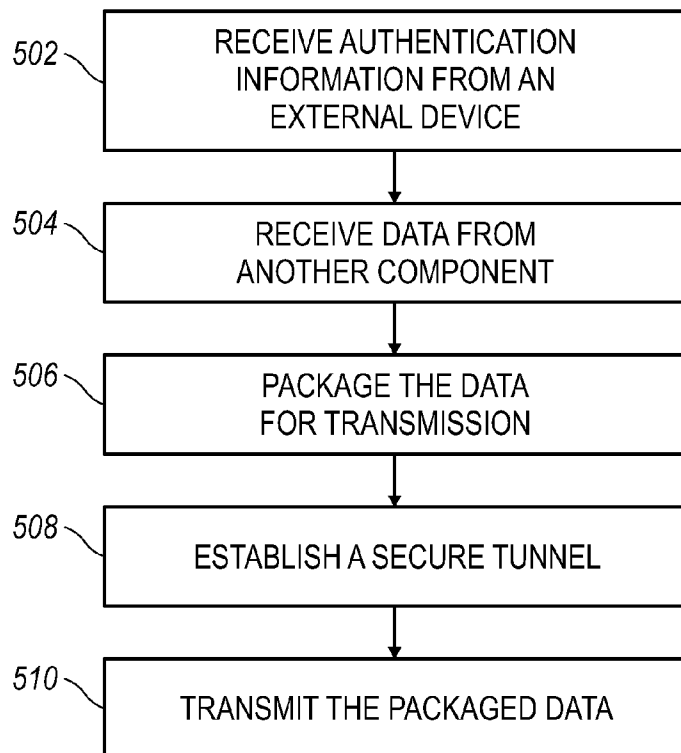 502
RECEIVE AUTHENTICATION
INFORMATION FROM AN
EXTERNAL DEVICE
504
RECEIVE DATA FROM
ANOTHER COMPONENT
506
PACKAGE THE DATA
FOR TRANSMISSION
508
ESTABLISH A SECURE TUNNEL
510
TRANSMIT THE PACKAGED DATA